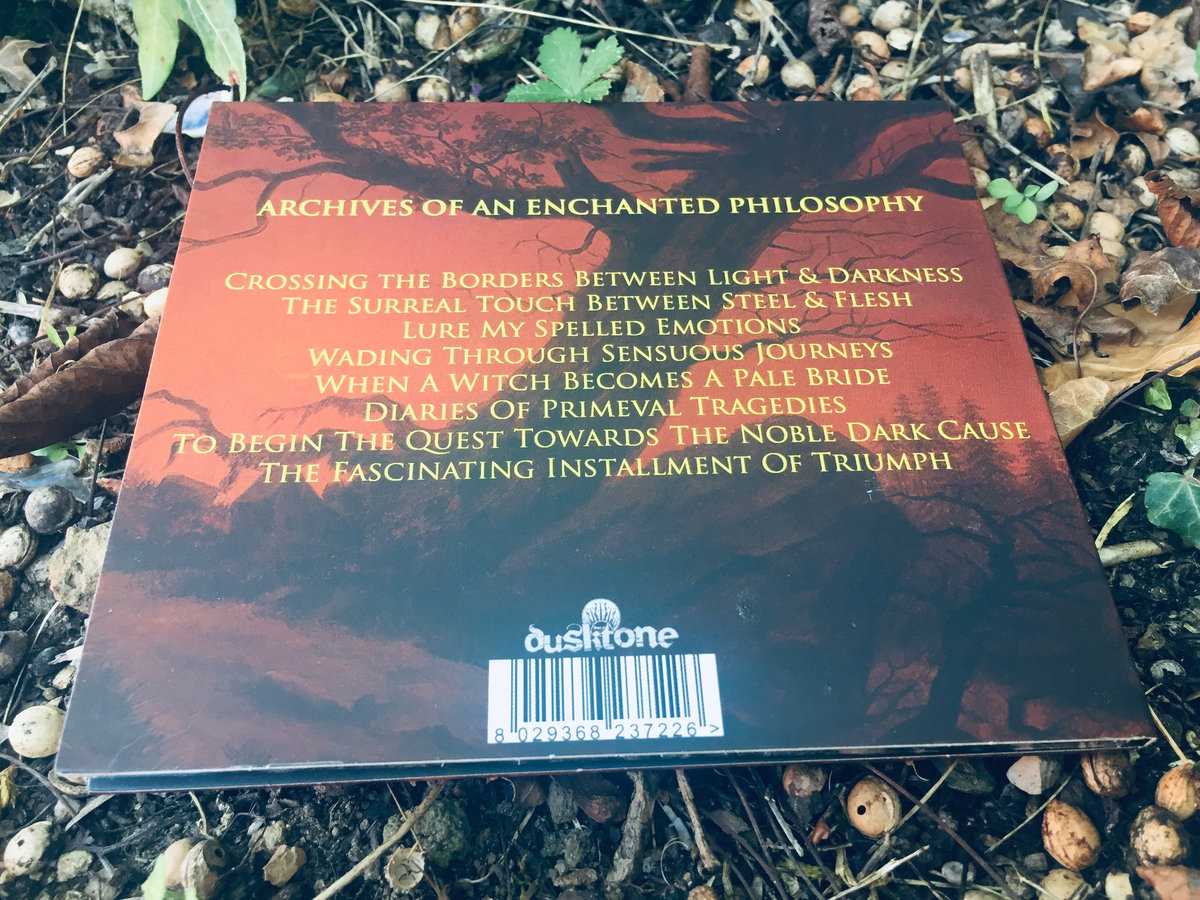 ARCHIVES OF AN ENCHANTED PHILOSOPHY
CROSSING THE BORDERS BETWEEN LIGHT & DARKNESS
THE SURREAL TOUCH BETWEEN STEEL & FLESH
LURE MY SPELLED EMOTIONS
WADING THROUGH SENSUOUS JOURNEYS
WHEN A WITCH BECOMES A PALE BRIDE
DIARIES OF PRIMEVAL TRAGEDIES
TO BEGIN THE QUEST TOWARDS THE NOBLE DARK CAUSE
THE FASCINATING INSTALLMENT OF TRIUMPH
dusktone
8 029368 237226 >